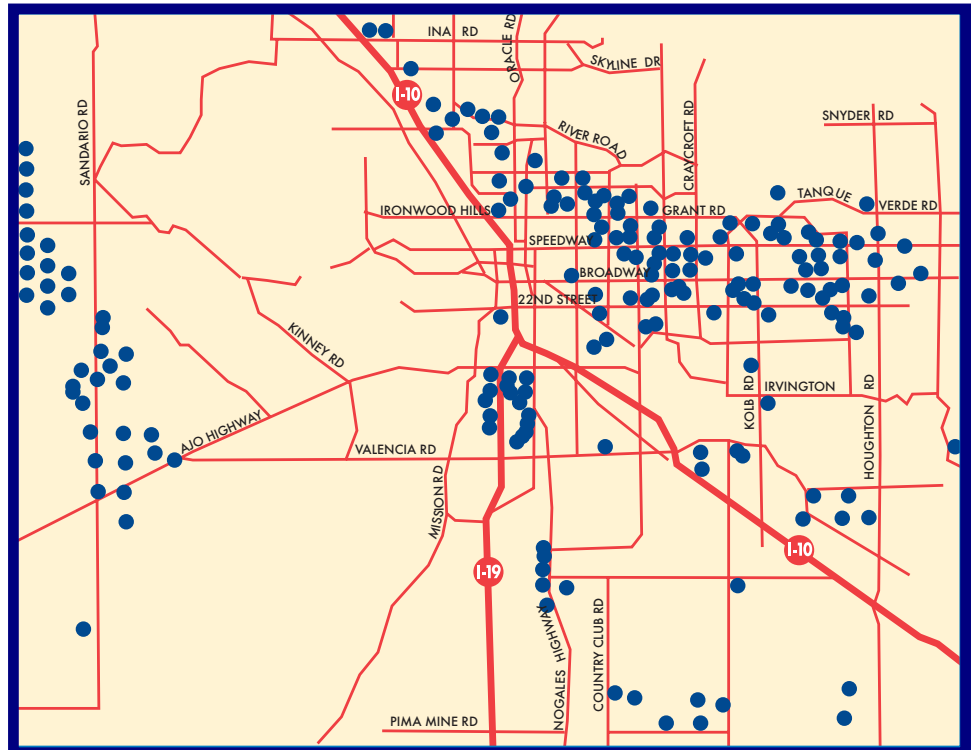 INA RD
ORACLE RD
SKYLINE DR
I-10
SANDARIO RD
CRAYCROFT RD
SNYDER RD
RIVER ROAD
TANQUE
VERDE RD
IRONWOOD HILLS
GRANT RD
SPEEDWAY
BROADWAY
22ND STREET
KINNEY RD
KOLB RD
IRVINGTON
HOUGHTON RD
AJO HIGHWAY
VALENCIA RD
MISSION RD
I-10
I-19
NOGALES HIGHWAY
COUNTRY CLUB RD
PIMA MINE RD